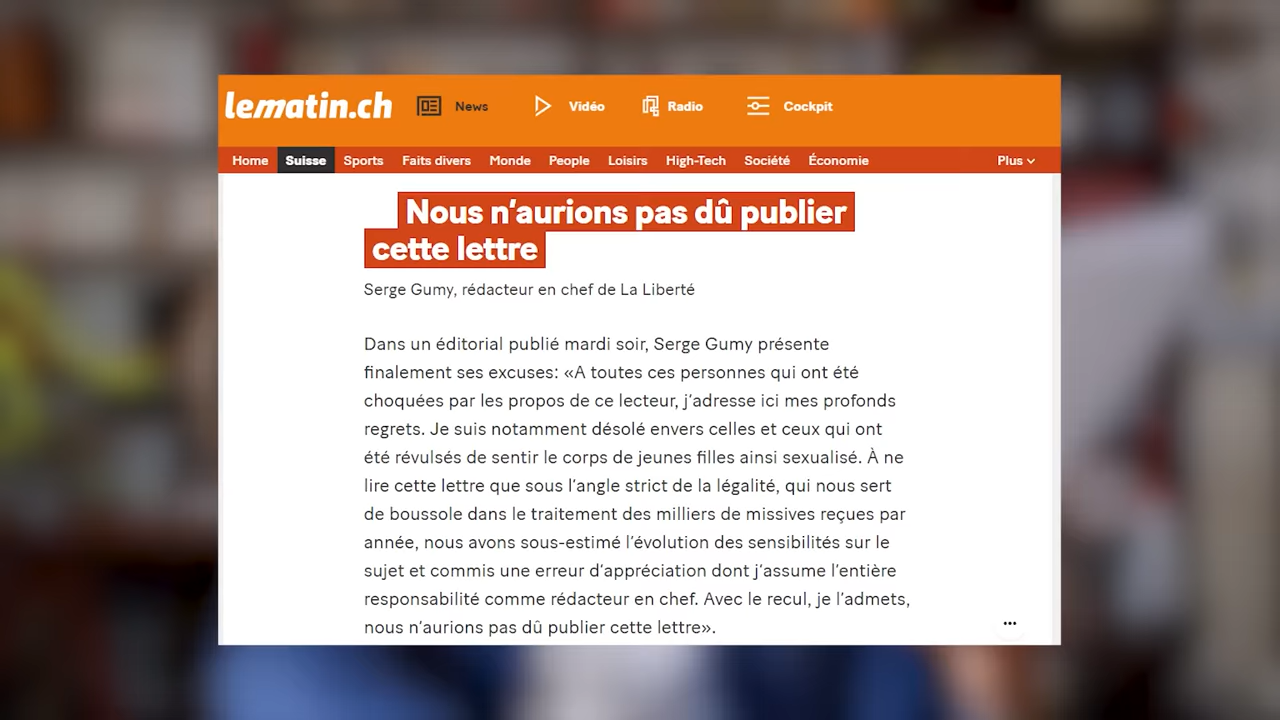 lematin.ch News Vidéo Radio Cockpit
Home Suisse Sports Faits divers Monde People Loisirs High-Tech Société Économie Plus
Nous n’aurions pas dû publier
cette lettre
Serge Gumy, rédacteur en chef de La Liberté
Dans un éditorial publié mardi soir, Serge Gumy présente
finalement ses excuses: «A toutes ces personnes qui ont été
choquées par les propos de ce lecteur, j’adresse ici mes profonds
regrets. Je suis notamment désolé envers celles et ceux qui ont
été révulsés de sentir le corps de jeunes filles ainsi sexualisé. À ne
lire cette lettre que sous l’angle strict de la légalité, qui nous sert
de boussole dans le traitement des milliers de missives reçues par
année, nous avons sous-estimé l’évolution des sensibilités sur le
sujet et commis une erreur d’appréciation dont j’assume l’entière
responsabilité comme rédacteur en chef. Avec le recul, je l’admets,
nous n’aurions pas dû publier cette lettre».